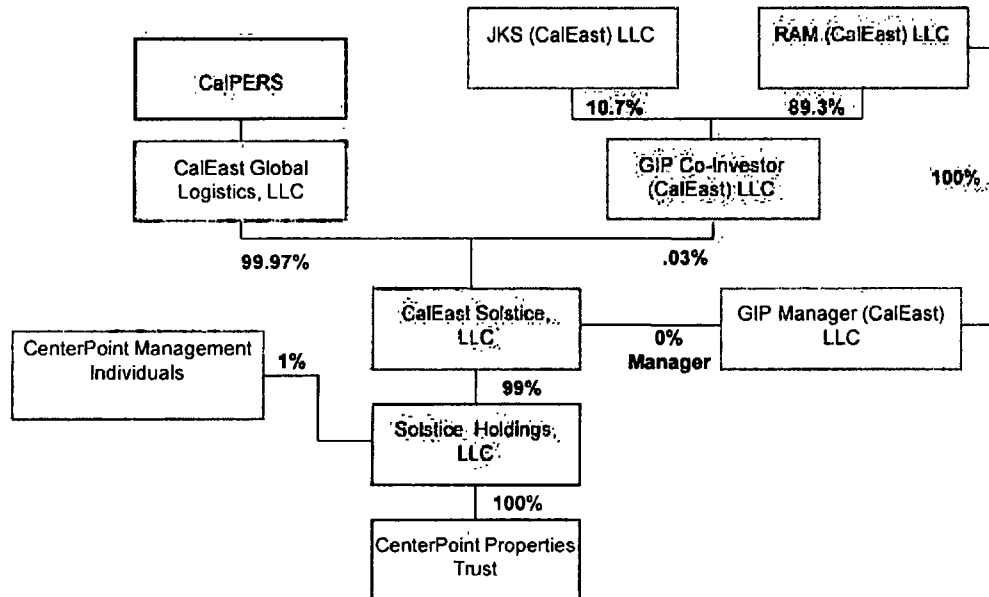 JKS (CalEast) LLC
RAM (CalEast) LLC
CalPERS
10.7%
89.3%
CalEast Global
Logistics, LLC
GIP Co-Investor
(CalEast) LLC
100%
99.97%
.03%
CalEast Solstice,
LLC
GIP Manager (CalEast)
LLC
0%
Manager
CenterPoint Management
Individuals
1%
99%
Solstice Holdings,
LLC
100%
CenterPoint Properties
Trust